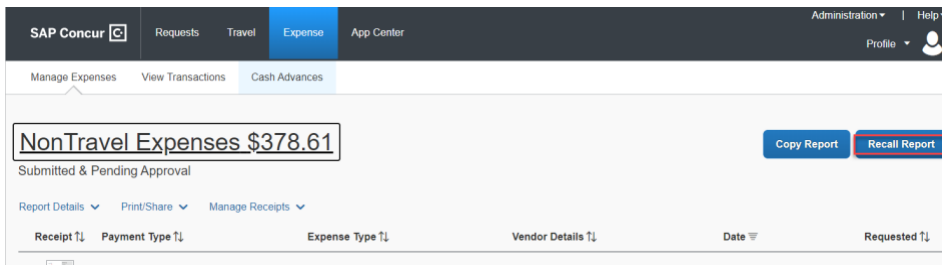 Administration | Help
SAP Concur C Requests Travel Expense App Center
Profile
Manage Expenses View Transactions Cash Advances
NonTravel Expenses $378.61
Copy Report Recall Report
Submitted & Pending Approval
Report Details Print/Share Manage Receipts
Receipt Payment Type Expense Type Vendor Details Date Requested